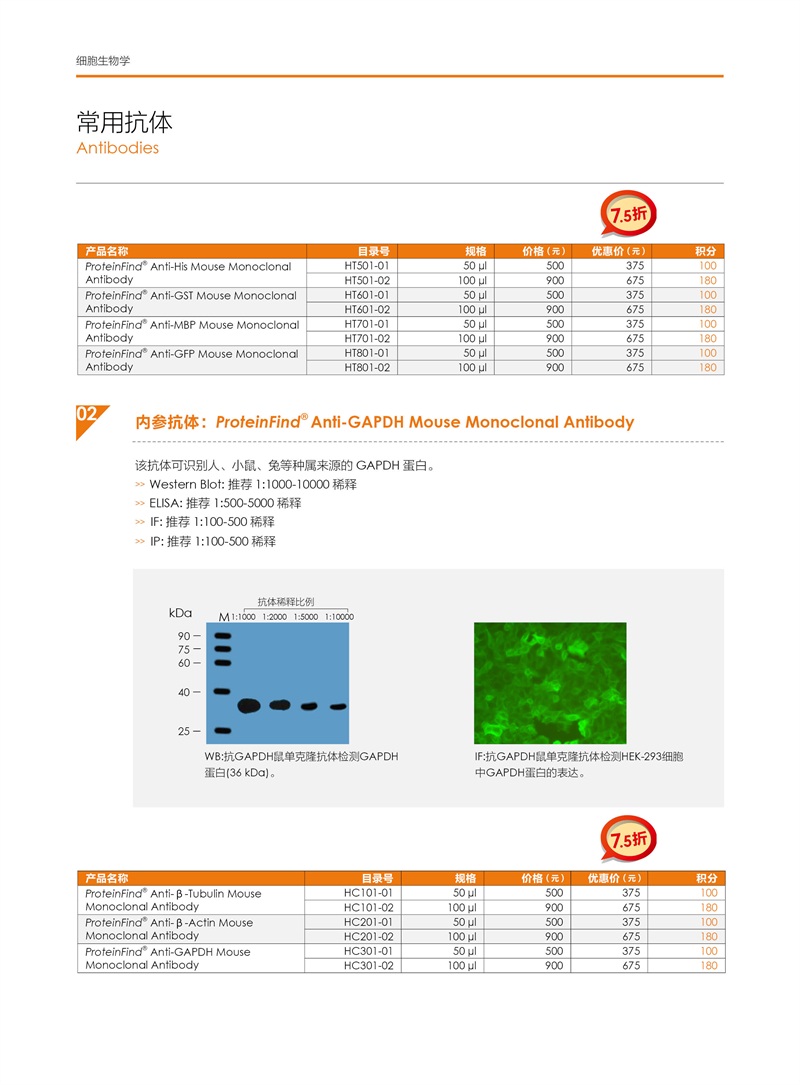 细胞生物学
常用抗体
Antibodies
7.5折
产品名称 目录号 规格 价格（元） 优惠价（元） 积分
ProteinFind® Anti-His Mouse Monoclonal Antibody HT501-01 50 μl 500 375 100
HT501-02 100 μl 900 675 180
ProteinFind® Anti-GST Mouse Monoclonal Antibody HT601-01 50 μl 500 375 100
HT601-02 100 μl 900 675 180
ProteinFind® Anti-MBP Mouse Monoclonal Antibody HT701-01 50 μl 500 375 100
HT701-02 100 μl 900 675 180
ProteinFind® Anti-GFP Mouse Monoclonal Antibody HT801-01 50 μl 500 375 100
HT801-02 100 μl 900 675 180
02
内参抗体：ProteinFind® Anti-GAPDH Mouse Monoclonal Antibody
该抗体可识别人、小鼠、兔等种属来源的 GAPDH 蛋白。
>> Western Blot: 推荐 1:1000-10000 稀释
>> ELISA: 推荐 1:500-5000 稀释
>> IF: 推荐 1:100-500 稀释
>> IP: 推荐 1:100-500 稀释
抗体稀释比例
kDa M 1:1000 1:2000 1:5000 1:10000
90
75
60
40
25
WB:抗GAPDH鼠单克隆抗体检测GAPDH
蛋白(36 kDa)。
IF:抗GAPDH鼠单克隆抗体检测HEK-293细胞
中GAPDH蛋白的表达。
7.5折
产品名称 目录号 规格 价格（元） 优惠价（元） 积分
ProteinFind® Anti-β-Tubulin Mouse Monoclonal Antibody HC101-01 50 μl 500 375 100
HC101-02 100 μl 900 675 180
ProteinFind® Anti-β-Actin Mouse Monoclonal Antibody HC201-01 50 μl 500 375 100
HC201-02 100 μl 900 675 180
ProteinFind® Anti-GAPDH Mouse Monoclonal Antibody HC301-01 50 μl 500 375 100
HC301-02 100 μl 900 675 180